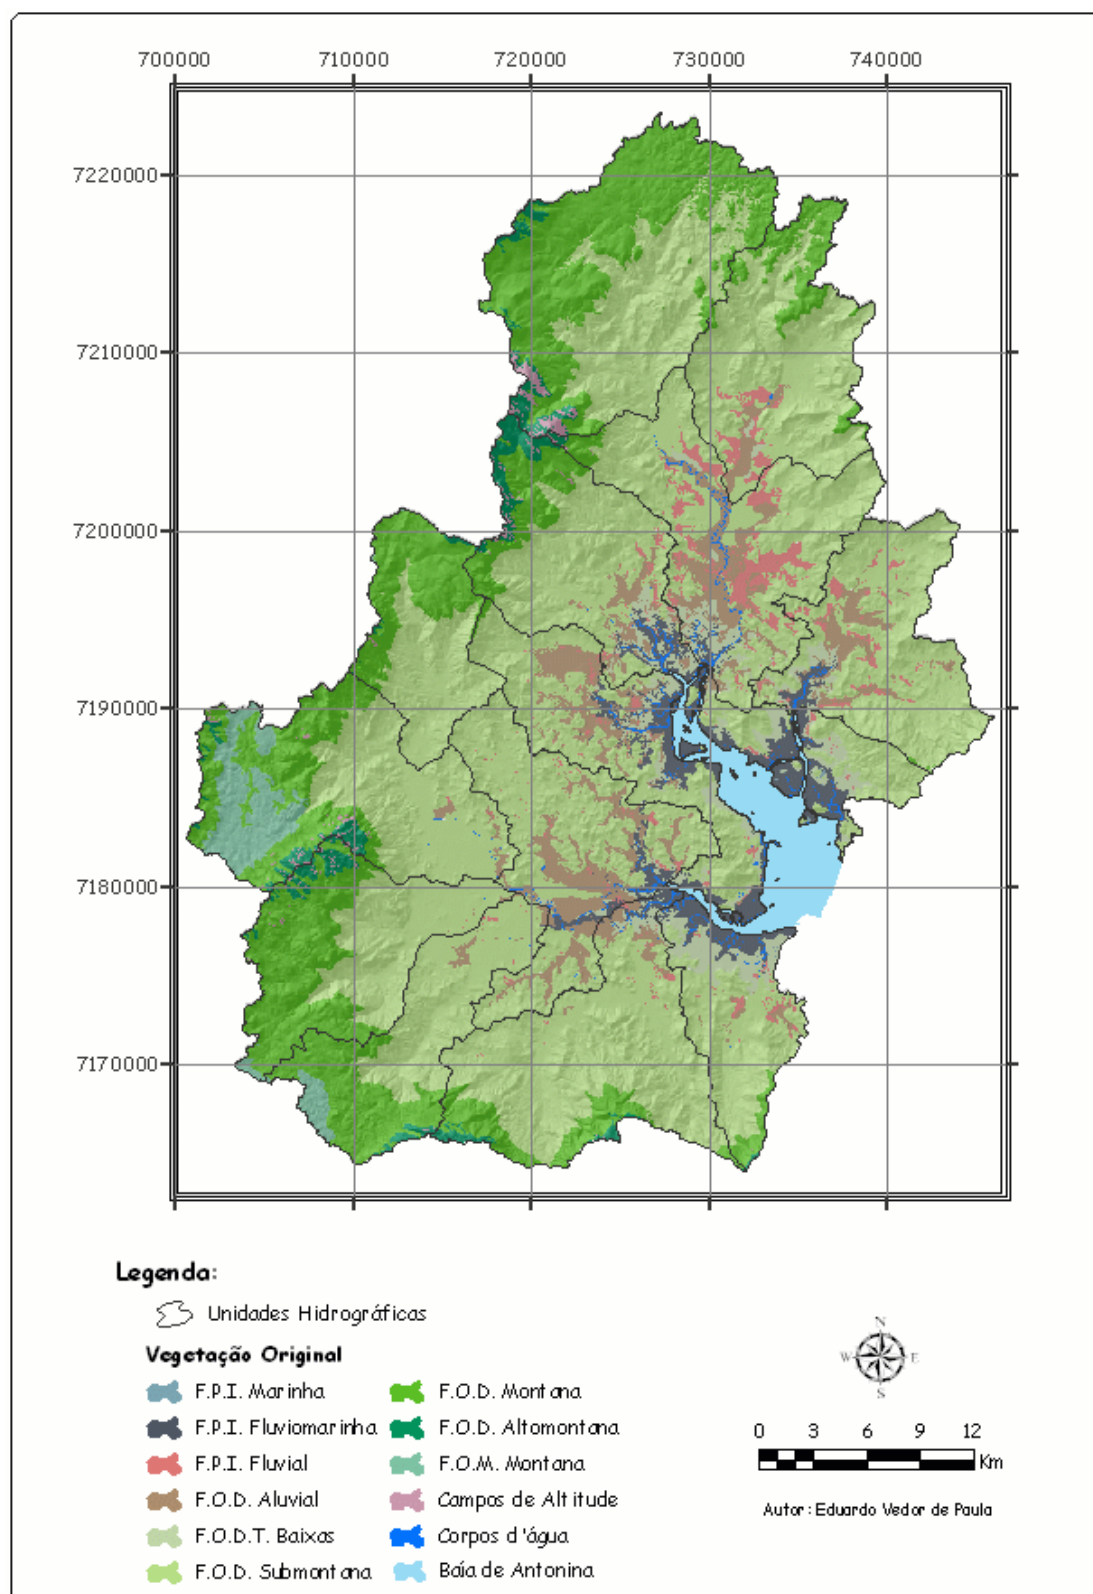 700000 710000 720000 730000 740000
7220000
7210000
7200000
7190000
7180000
7170000
Legenda:
Unidades Hidrográficas
Vegetação Original
F.P.I. Marinha
F.P.I. Fluviomarinha
F.P.I. Fluvial
F.O.D. Aluvial
F.O.D.T. Baixas
F.O.D. Submontana
F.O.D. Montana
F.O.D. Altomontana
F.O.M. Montana
Campos de Altitude
Corpos d'água
Baía de Antonina
N
W E
S
0 3 6 9 12
Km
Autor: Eduardo Vedor de Paula